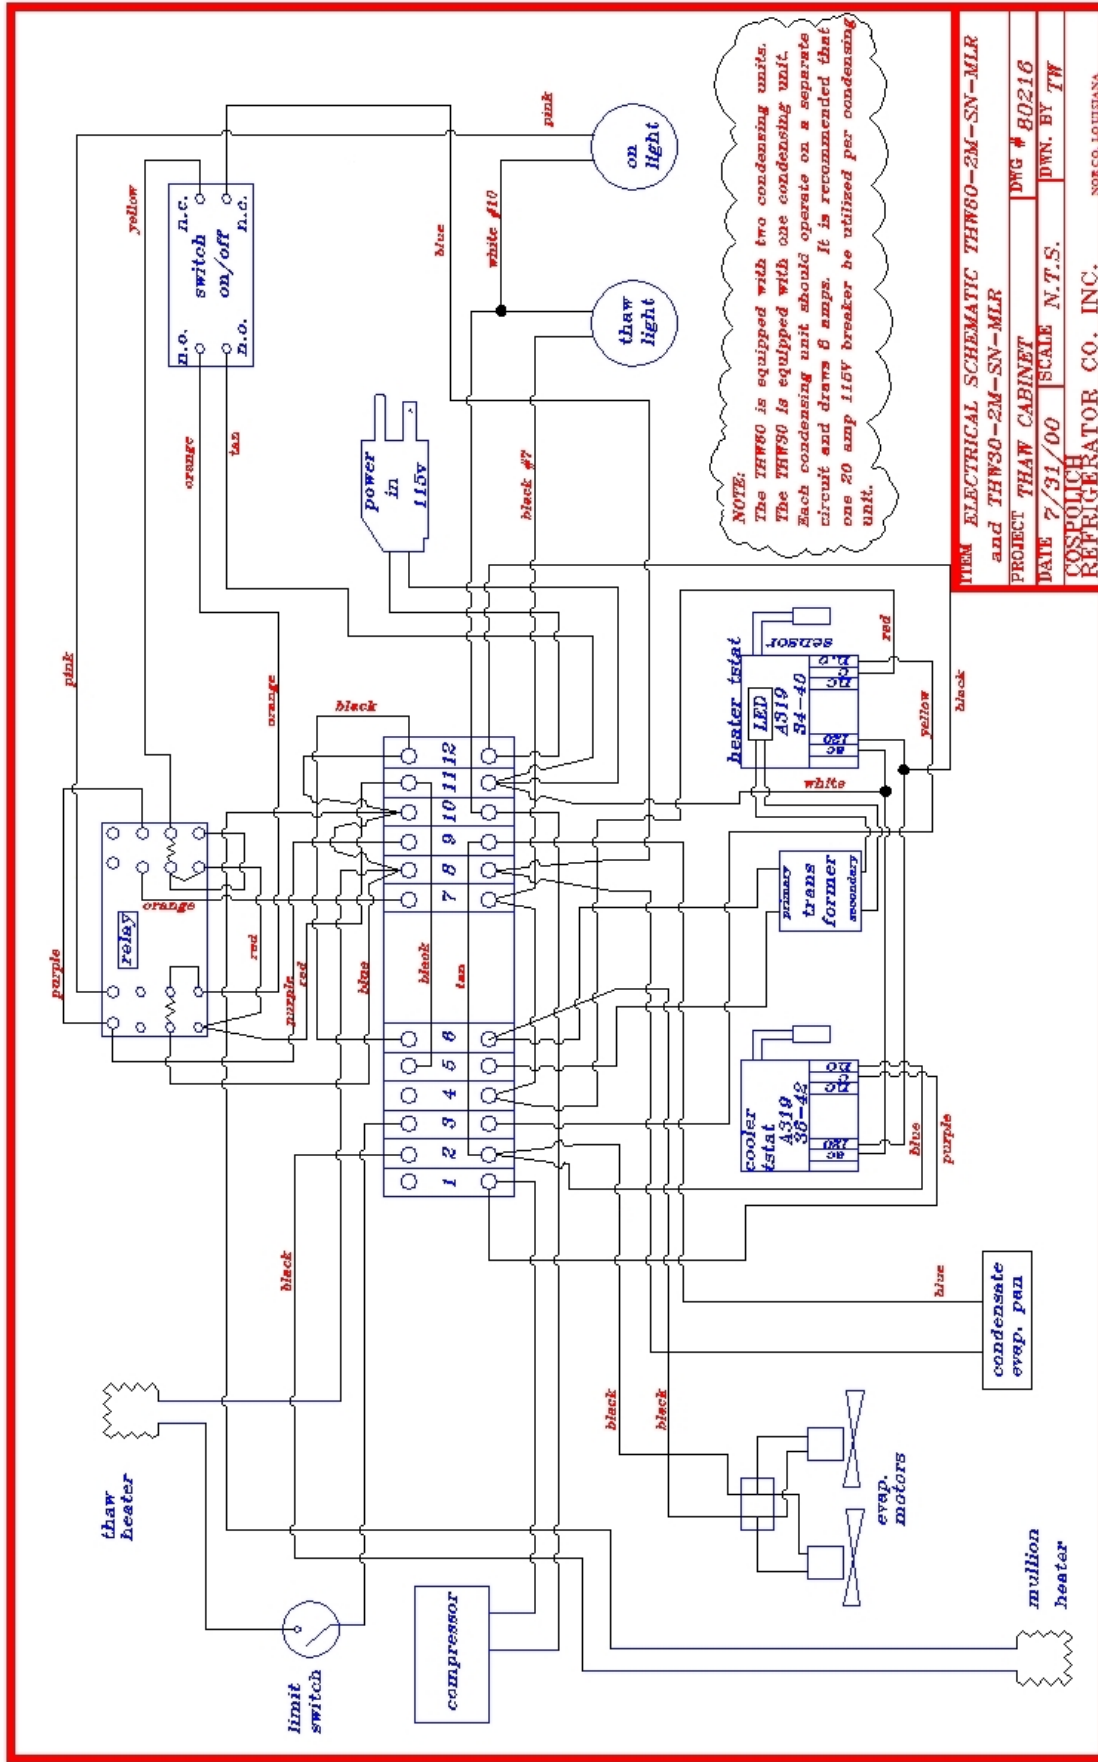 thaw
heater
limit
switch
compressor
mullion
heater
evap.
motors
condensate
evap. pan
black
black
black
blue
purple
purple
orange
relay
red
purple
red
blue
black
tan
1 2 3 4 5 6 7 8 9 10 11 12
black
cooler
tstat
A319
38-42
blue
purple
trans
former
primary
secondary
heater tstat
LED
A319
34-40
sensor
n.o
c
nc
120
ac
white
yellow
red
black
pink
orange
orange
tan
yellow
n.o. n.c.
switch
on/off
n.o. n.c.
power
in
115v
blue
black #7
white #10
pink
thaw
light
on
light
NOTE:
The THW60 is equipped with two condensing units.
The THW30 is equipped with one condensing unit.
Each condensing unit should operate on a separate
circuit and draws 8 amps. It is recommended that
one 20 amp 115V breaker be utilized per condensing
unit.
ITEM ELECTRICAL SCHEMATIC THW60-2M-SN-MLR
and THW30-2M-SN-MLR
PROJECT THAW CABINET DWG # 80216
DATE 7/31/00 SCALE N.T.S. DWN. BY TW
COSPOLICH
REFRIGERATOR CO. INC. NORCO, LOUISIANA